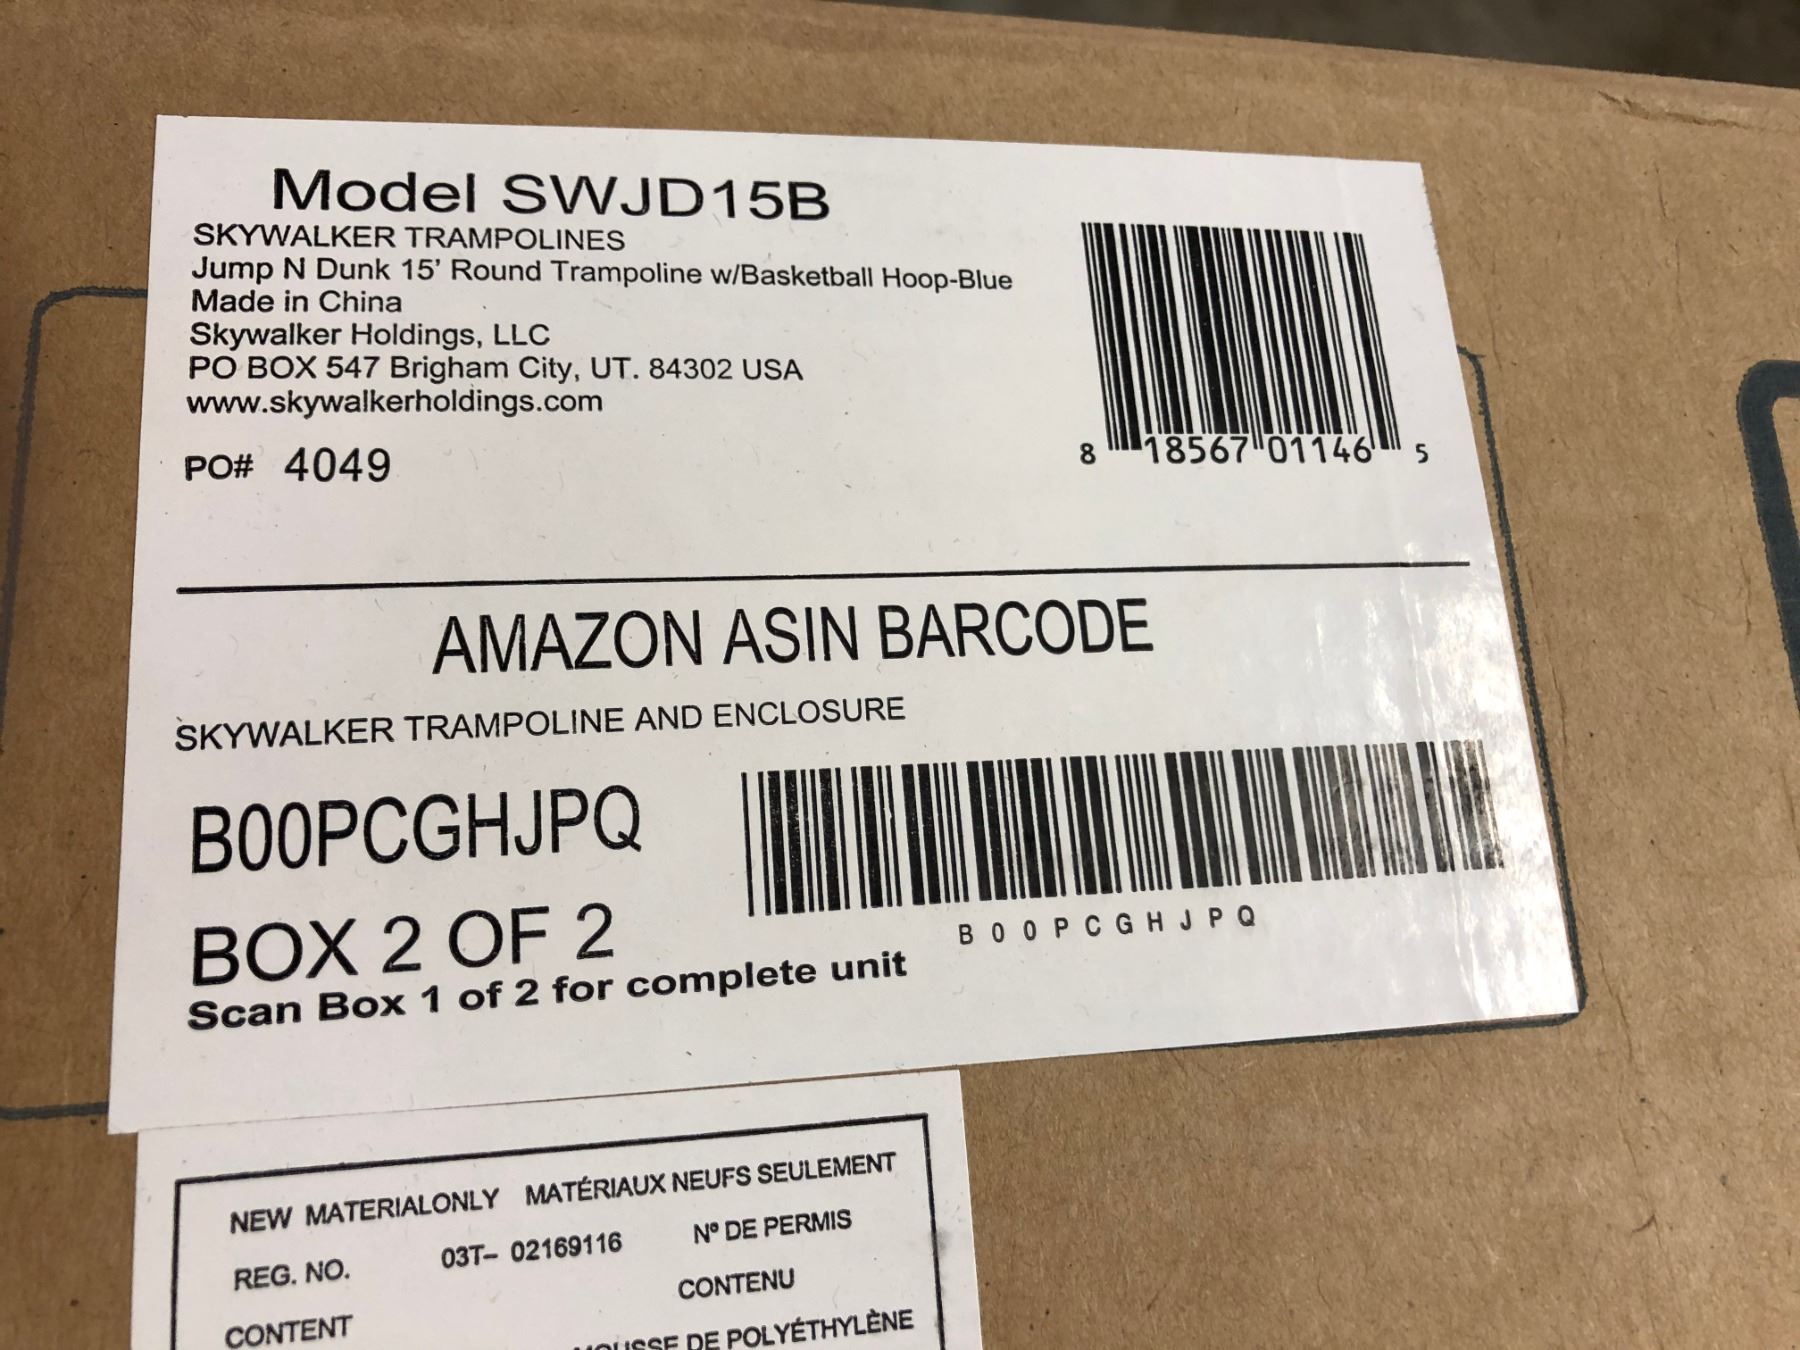 Model SWJD15B
SKYWALKER TRAMPOLINES
Jump N Dunk 15' Round Trampoline w/Basketball Hoop-Blue
Made in China
Skywalker Holdings, LLC
PO BOX 547 Brigham City, UT. 84302 USA
www.skywalkerholdings.com
PO# 4049
8 18567 01146 5
AMAZON ASIN BARCODE
SKYWALKER TRAMPOLINE AND ENCLOSURE
B00PCGHJPQ
B00PCGHJPQ
BOX 2 OF 2
Scan Box 1 of 2 for complete unit
NEW MATERIALONLY MATÉRIAUX NEUFS SEULEMENT
REG. NO. 03T– 02169116 Nº DE PERMIS
CONTENT CONTENU
DE POLYÉTHYLÈNE